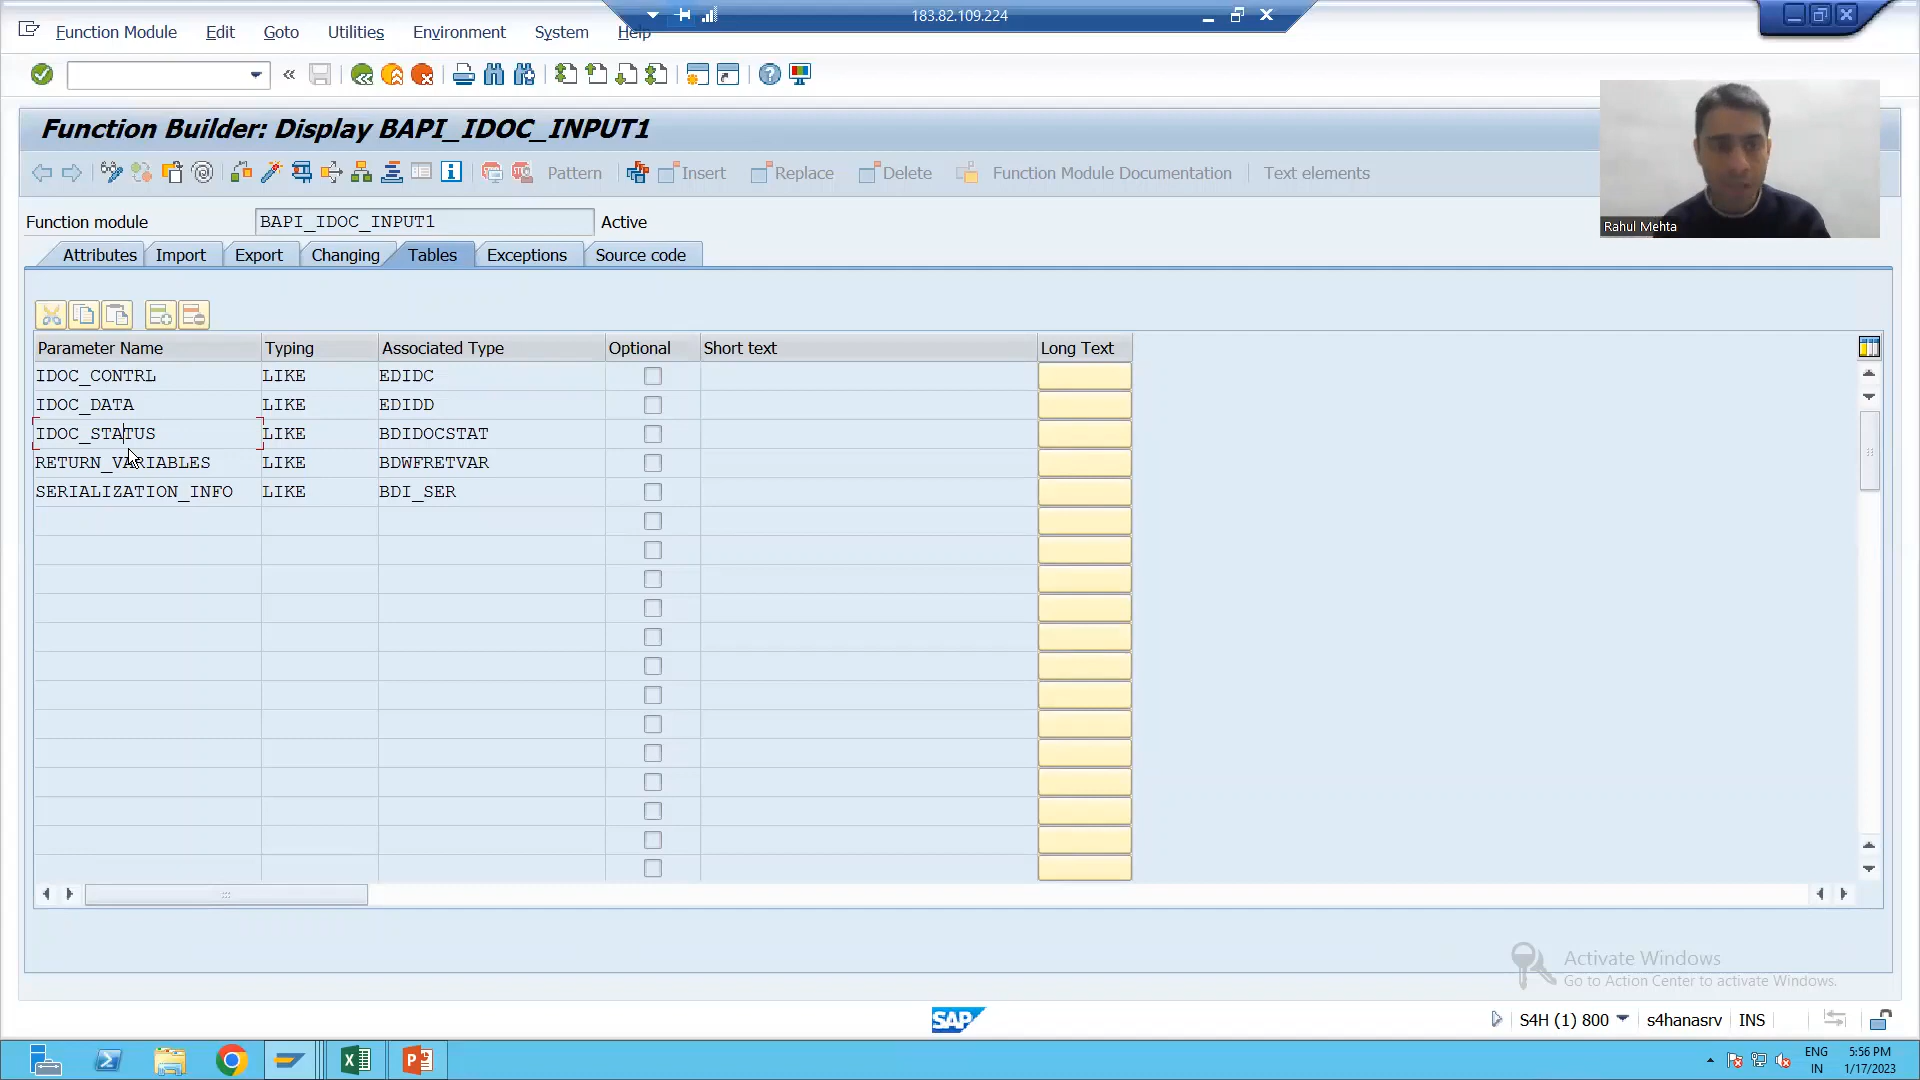 183.82.109.224
Function Module Edit Goto Utilities Environment System Help
Function Builder: Display BAPI_IDOC_INPUT1
Pattern Insert Replace Delete Function Module Documentation Text elements
Rahul Mehta
Function module BAPI_IDOC_INPUT1 Active
Attributes Import Export Changing Tables Exceptions Source code
Parameter Name Typing Associated Type Optional Short text Long Text
IDOC_CONTRL LIKE EDIDC
IDOC_DATA LIKE EDIDD
IDOC_STATUS LIKE BDIDOCSTAT
RETURN_VARIABLES LIKE BDWFRETVAR
SERIALIZATION_INFO LIKE BDI_SER
Activate Windows
Go to Action Center to activate Windows.
SAP
S4H (1) 800 s4hanasrv INS
ENG 5:56 PM
IN 1/17/2023